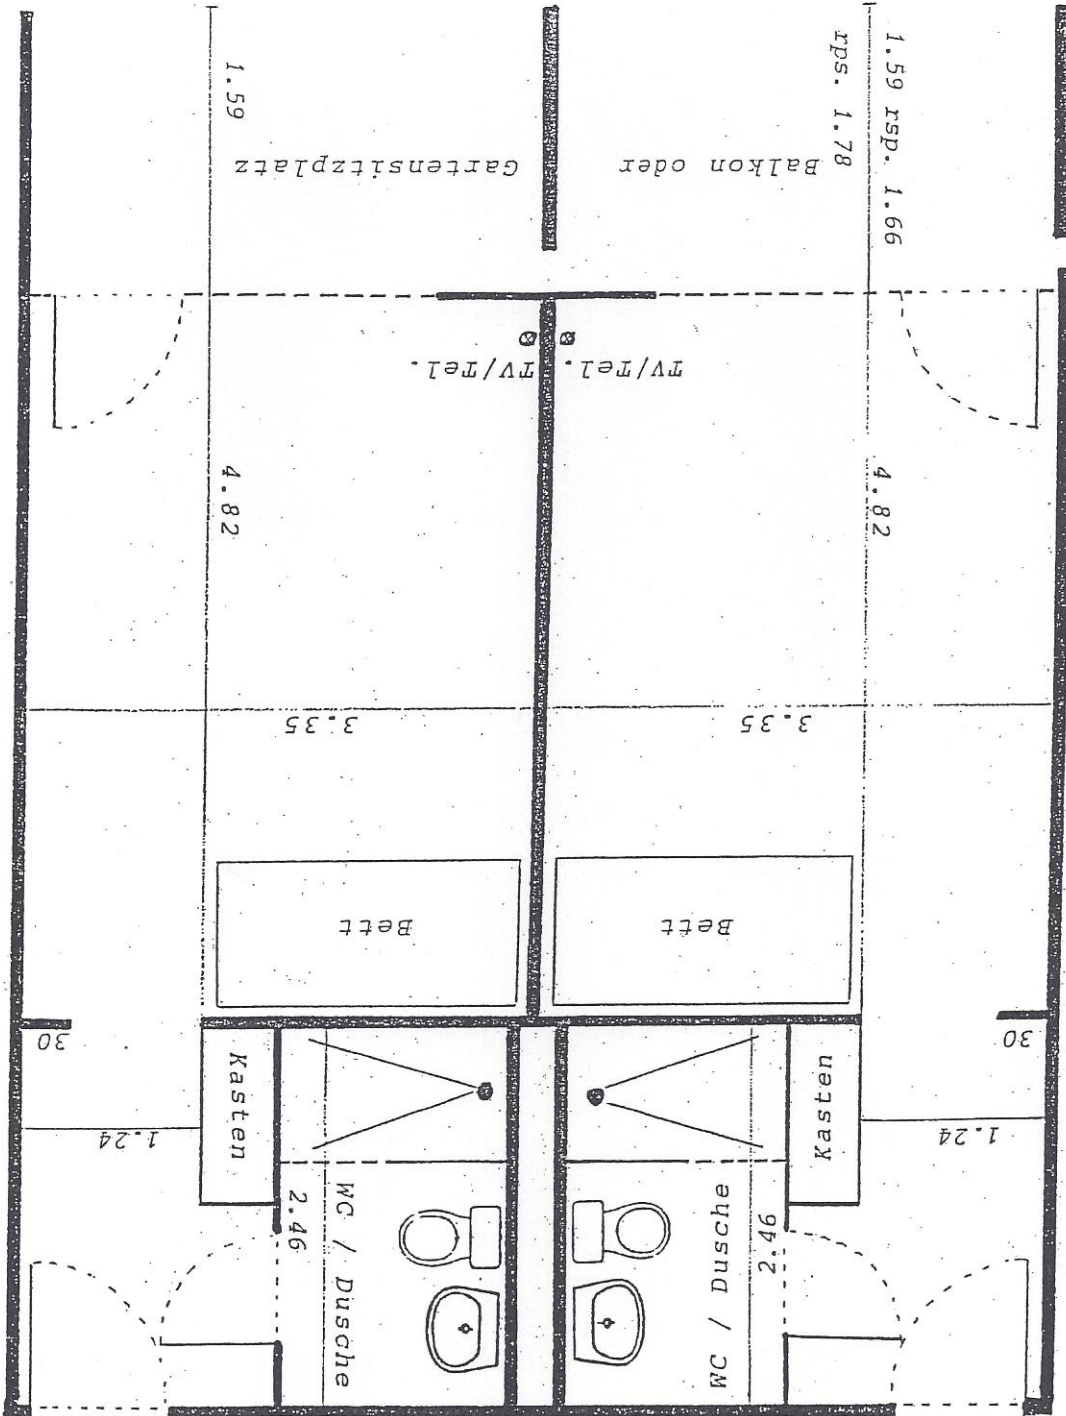 1.59 rsp. 1.66
rps. 1.78
1.59
Balkon oder
Gartensitzplatz
TV/Tel.
TV/Tel.
4.82
4.82
3.35
3.35
Bett
Bett
30
30
Kasten
Kasten
1.24
1.24
WC / Dusche
2.46
WC / Dusche
2.46